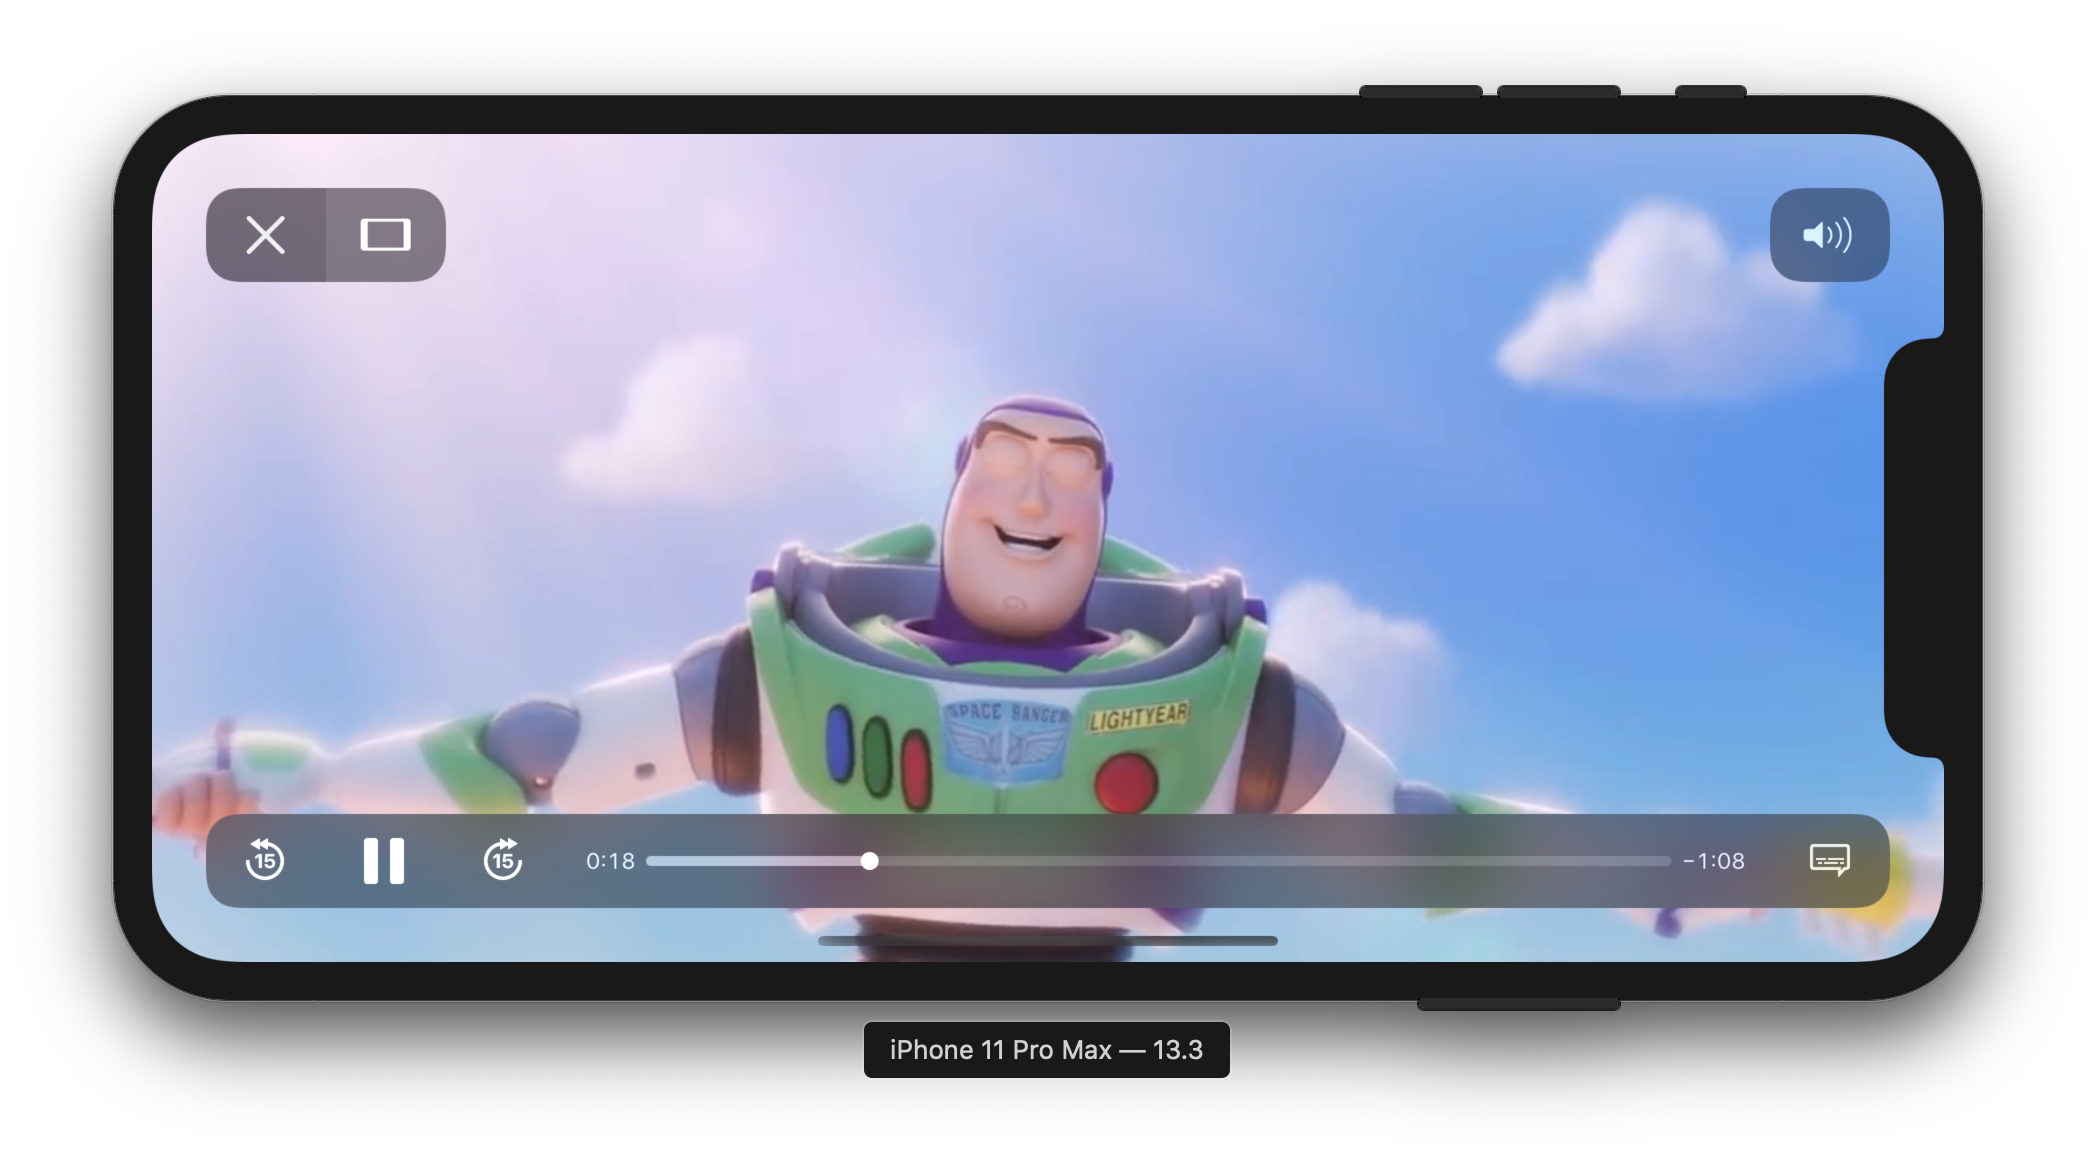 SPACE RANGER
LIGHTYEAR
15
15
0:18
−1:08
iPhone 11 Pro Max — 13.3